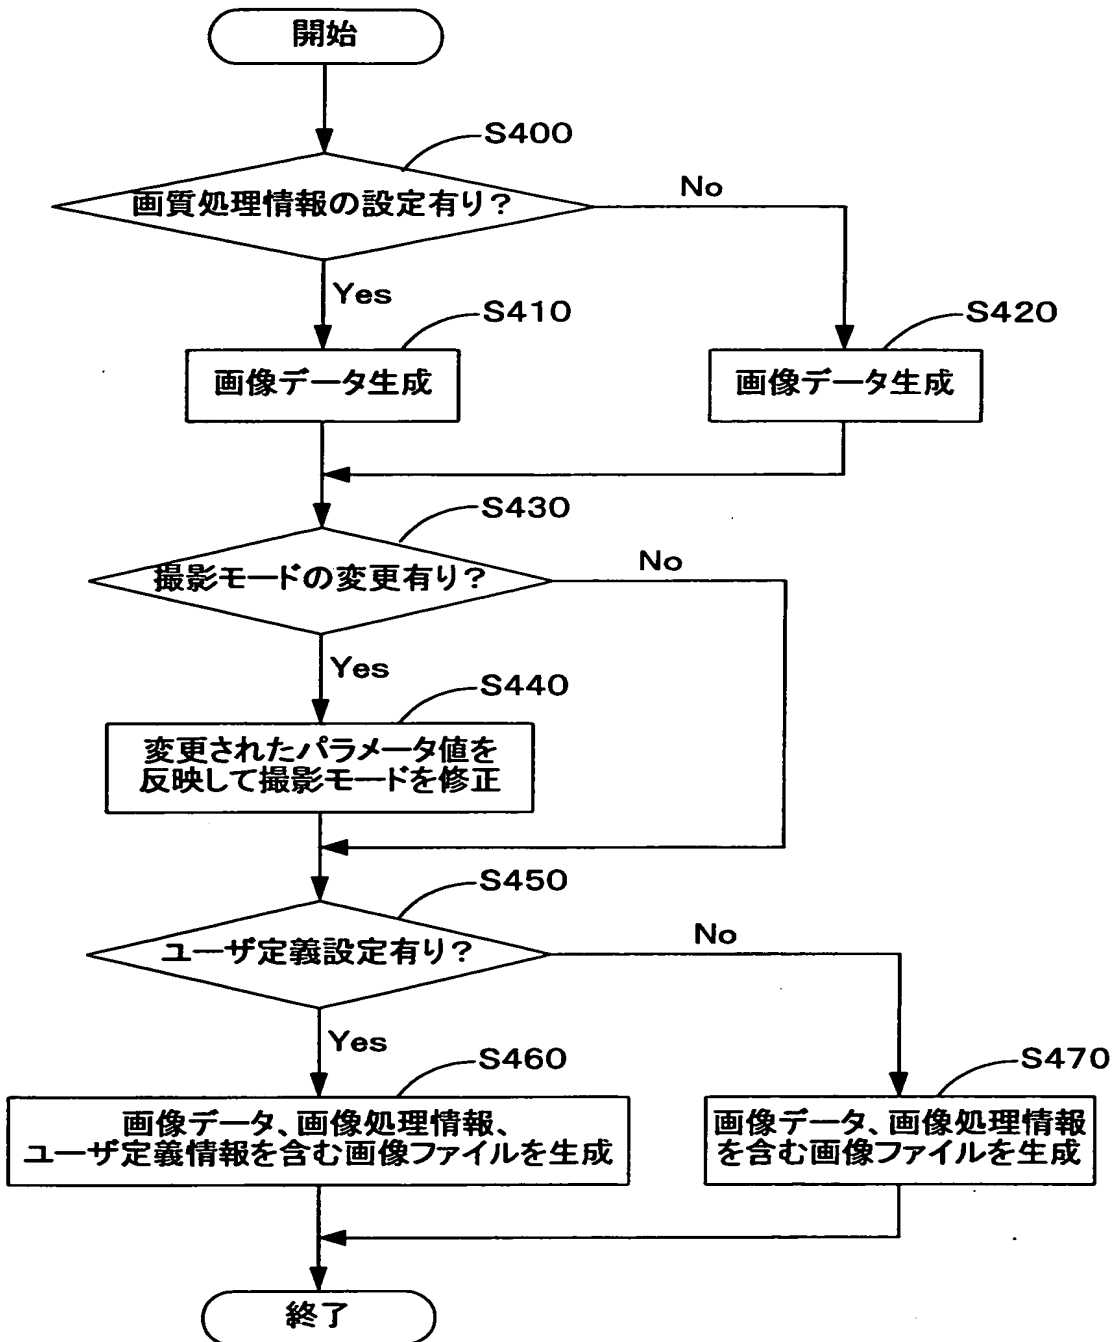 開始
S400
画質処理情報の設定有り?
No
Yes
S410
S420
画像データ生成
画像データ生成
S430
撮影モードの変更有り?
No
Yes
S440
変更されたパラメータ値を
反映して撮影モードを修正
S450
ユーザ定義設定有り?
No
Yes
S460
S470
画像データ、画像処理情報、
ユーザ定義情報を含む画像ファイルを生成
画像データ、画像処理情報
を含む画像ファイルを生成
終了